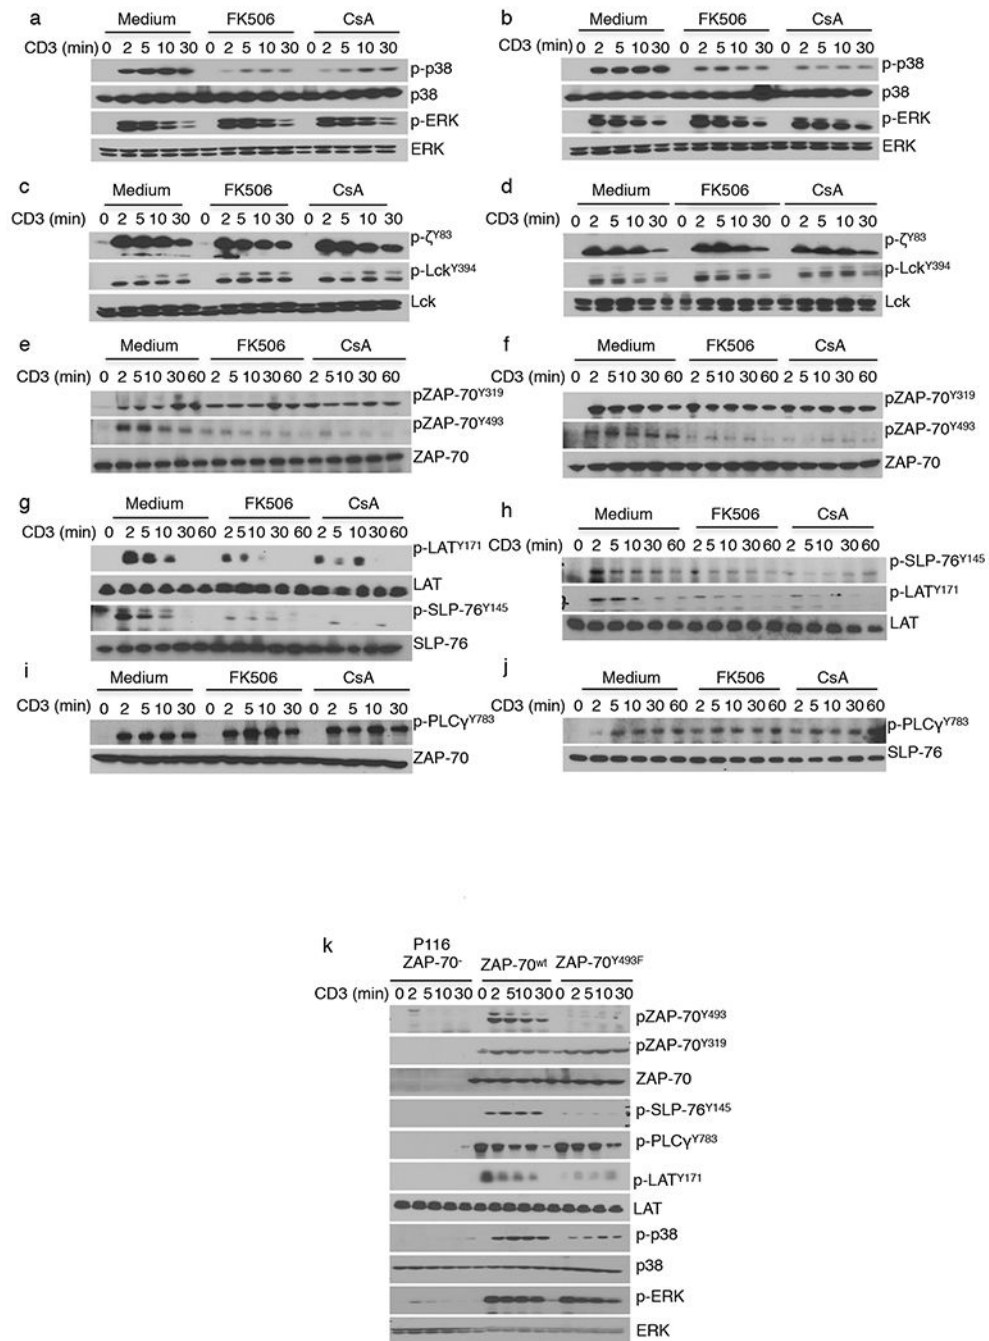 a
Medium FK506 CsA
CD3 (min) 0 2 5 10 30 0 2 5 10 30 0 2 5 10 30
p-p38
p38
p-ERK
ERK
b
Medium FK506 CsA
CD3 (min) 0 2 5 10 30 0 2 5 10 30 0 2 5 10 30
p-p38
p38
p-ERK
ERK
c
Medium FK506 CsA
CD3 (min) 0 2 5 10 30 0 2 5 10 30 0 2 5 10 30
p-ζY83
p-LckY394
Lck
d
Medium FK506 CsA
CD3 (min) 0 2 5 10 30 0 2 5 10 30 0 2 5 10 30
p-ζY83
p-LckY394
Lck
e
Medium FK506 CsA
CD3 (min) 0 2 5 10 30 60 2 5 10 30 60 2 5 10 30 60
pZAP-70Y319
pZAP-70Y493
ZAP-70
f
Medium FK506 CsA
CD3 (min) 0 2 5 10 30 60 2 5 10 30 60 2 5 10 30 60
pZAP-70Y319
pZAP-70Y493
ZAP-70
g
Medium FK506 CsA
CD3 (min) 0 2 5 10 30 60 2 5 10 30 60 2 5 10 30 60
p-LATY171
LAT
p-SLP-76Y145
SLP-76
h
Medium FK506 CsA
CD3 (min) 0 2 5 10 30 60 2 5 10 30 60 2 5 10 30 60
p-SLP-76Y145
p-LATY171
LAT
i
Medium FK506 CsA
CD3 (min) 0 2 5 10 30 0 2 5 10 30 0 2 5 10 30
p-PLCγY783
ZAP-70
j
Medium FK506 CsA
CD3 (min) 0 2 5 10 30 60 2 5 10 30 60 2 5 10 30 60
p-PLCγY783
SLP-76
k
P116
ZAP-70- ZAP-70wt ZAP-70Y493F
CD3 (min) 0 2 5 10 30 0 2 5 10 30 0 2 5 10 30
pZAP-70Y493
pZAP-70Y319
ZAP-70
p-SLP-76Y145
p-PLCγY783
p-LATY171
LAT
p-p38
p38
p-ERK
ERK